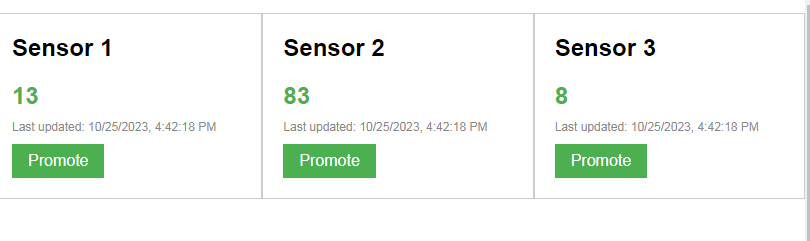 Sensor 1
13
Last updated: 10/25/2023, 4:42:18 PM
Promote
Sensor 2
83
Last updated: 10/25/2023, 4:42:18 PM
Promote
Sensor 3
8
Last updated: 10/25/2023, 4:42:18 PM
Promote